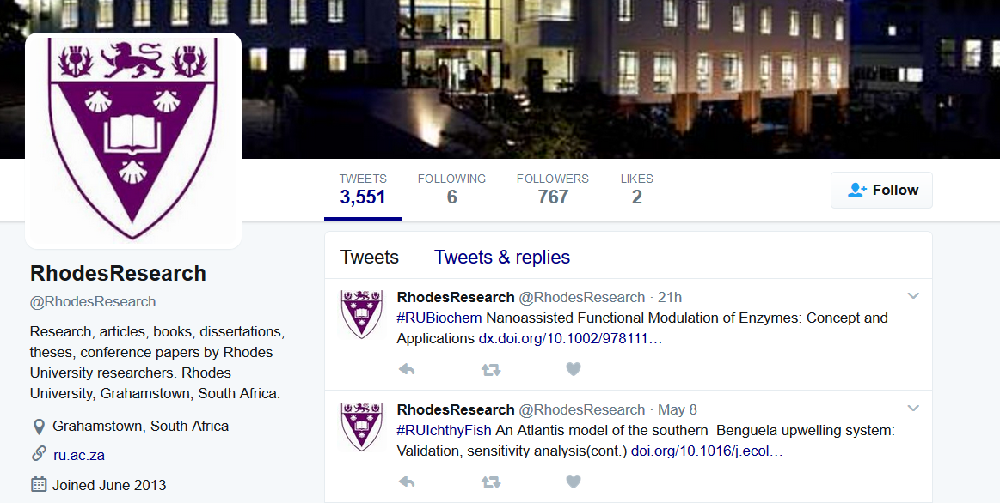 TWEETS
3,551
FOLLOWING
6
FOLLOWERS
767
LIKES
2
Follow
RhodesResearch
@RhodesResearch
Research, articles, books, dissertations,
theses, conference papers by Rhodes
University researchers. Rhodes
University, Grahamstown, South Africa.
Grahamstown, South Africa
ru.ac.za
Joined June 2013
Tweets Tweets & replies
RhodesResearch @RhodesResearch · 21h
#RUBiochem Nanoassisted Functional Modulation of Enzymes: Concept and
Applications dx.doi.org/10.1002/978111…
RhodesResearch @RhodesResearch · May 8
#RUIchthyFish An Atlantis model of the southern  Benguela upwelling system:
Validation, sensitivity analysis(cont.) doi.org/10.1016/j.ecol…